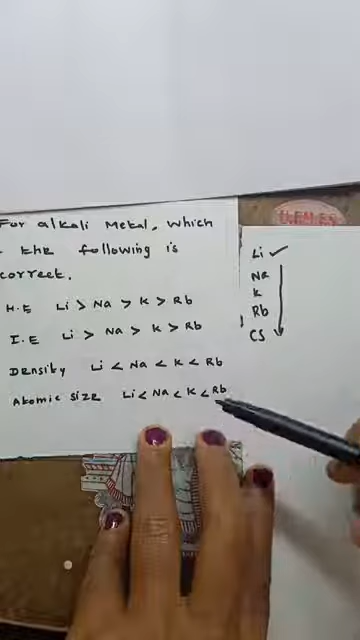 For alkali Metal, which
the following is
correct.
H.E Li > Na > K > Rb
I.E Li > Na > K > Rb
Density Li < Na < K < Rb
Atomic size Li < Na < K < Rb
Li ✓
Na
K
Rb
Cs